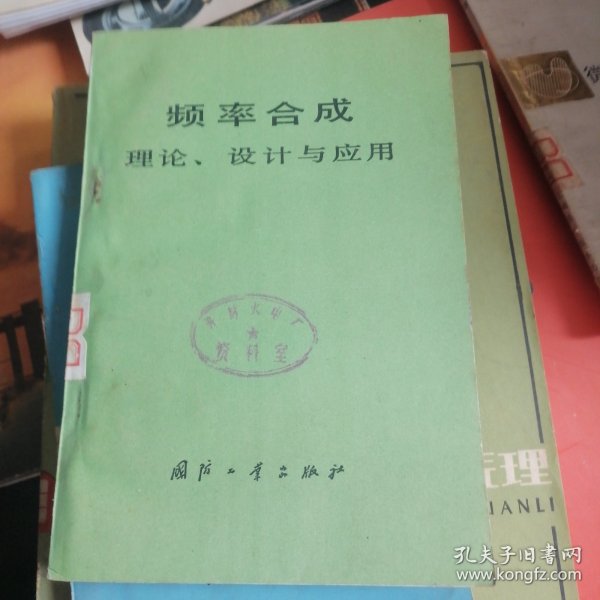 频率合成
理论、设计与应用
资料室
国防工业出版社
理
IANLI
孔夫子旧书网
www.kongfz.com